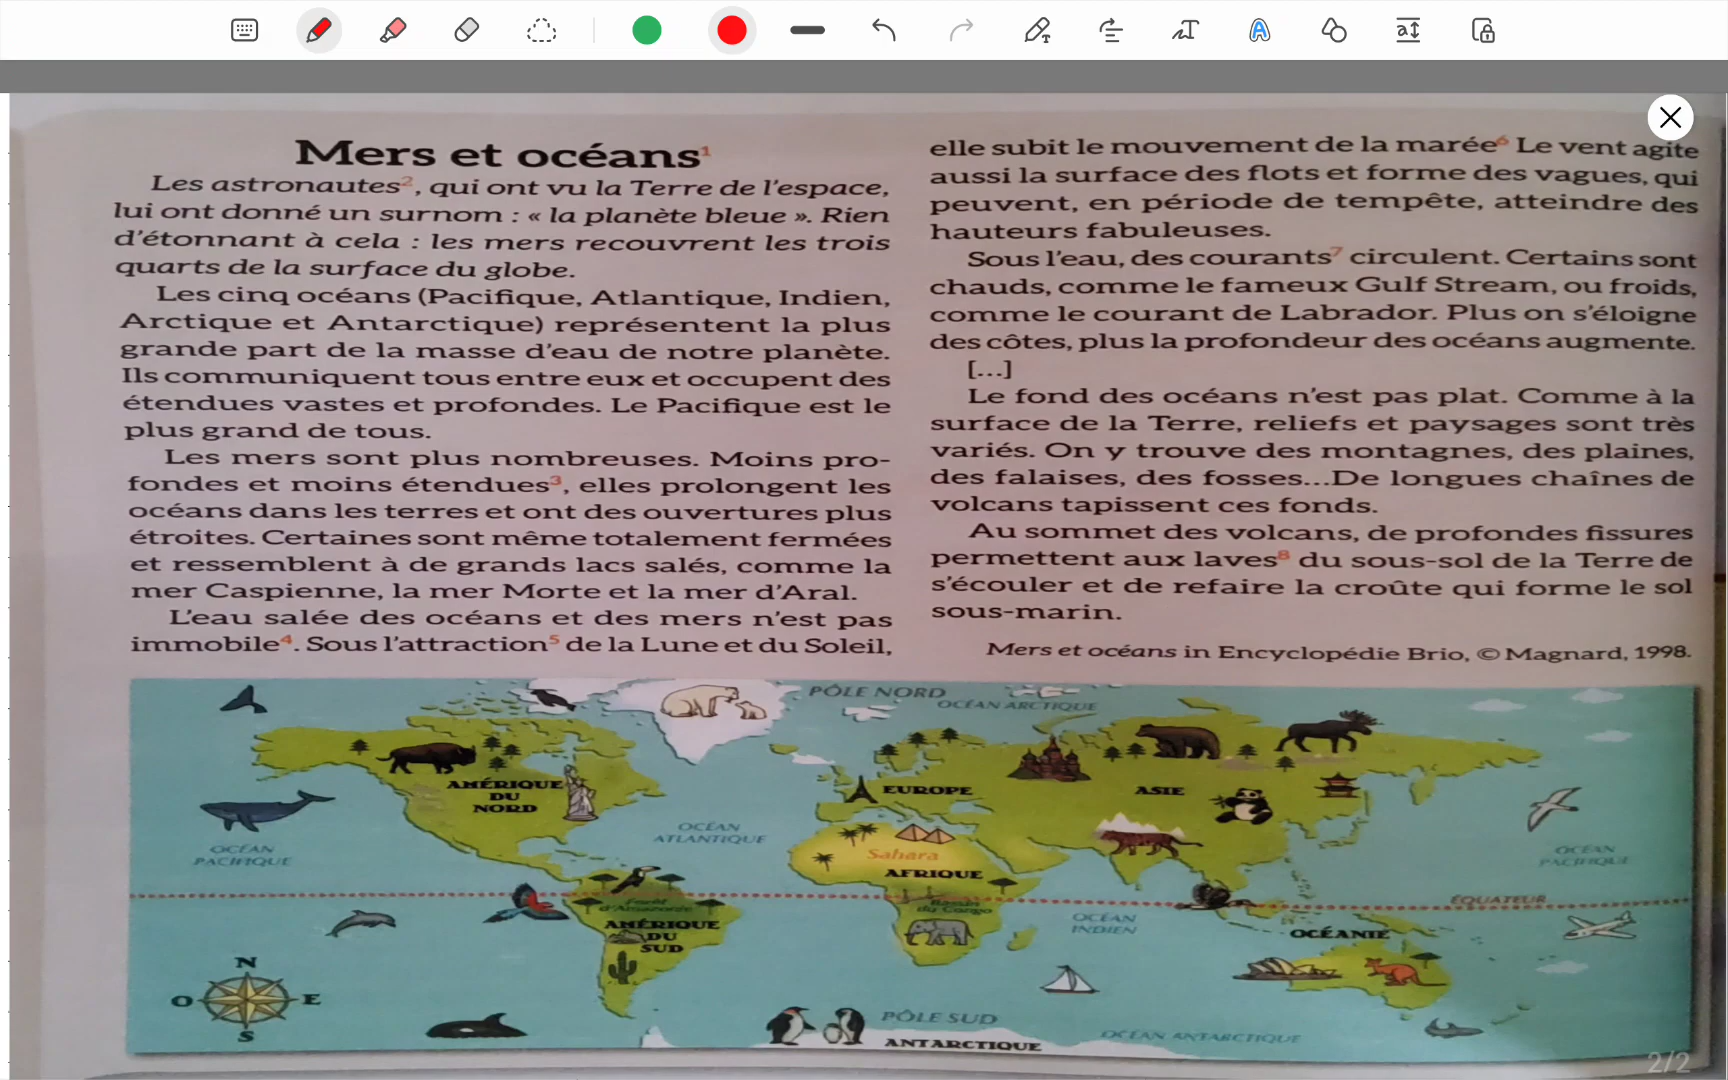 Mers et océans1
Les astronautes2, qui ont vu la Terre de l'espace,
lui ont donné un surnom : « la planète bleue ». Rien
d'étonnant à cela : les mers recouvrent les trois
quarts de la surface du globe.
Les cinq océans (Pacifique, Atlantique, Indien,
Arctique et Antarctique) représentent la plus
grande part de la masse d'eau de notre planète.
Ils communiquent tous entre eux et occupent des
étendues vastes et profondes. Le Pacifique est le
plus grand de tous.
Les mers sont plus nombreuses. Moins pro-
fondes et moins étendues3, elles prolongent les
océans dans les terres et ont des ouvertures plus
étroites. Certaines sont même totalement fermées
et ressemblent à de grands lacs salés, comme la
mer Caspienne, la mer Morte et la mer d'Aral.
L'eau salée des océans et des mers n'est pas
immobile4. Sous l'attraction5 de la Lune et du Soleil,
elle subit le mouvement de la marée6 Le vent agite
aussi la surface des flots et forme des vagues, qui
peuvent, en période de tempête, atteindre des
hauteurs fabuleuses.
Sous l'eau, des courants7 circulent. Certains sont
chauds, comme le fameux Gulf Stream, ou froids,
comme le courant de Labrador. Plus on s'éloigne
des côtes, plus la profondeur des océans augmente.
[...]
Le fond des océans n'est pas plat. Comme à la
surface de la Terre, reliefs et paysages sont très
variés. On y trouve des montagnes, des plaines,
des falaises, des fosses...De longues chaînes de
volcans tapissent ces fonds.
Au sommet des volcans, de profondes fissures
permettent aux laves8 du sous-sol de la Terre de
s'écouler et de refaire la croûte qui forme le sol
sous-marin.
Mers et océans in Encyclopédie Brio, © Magnard, 1998.
PÔLE NORD
OCÉAN ARCTIQUE
AMÉRIQUE
DU
NORD
EUROPE
ASIE
OCÉAN
ATLANTIQUE
OCÉAN
PACIFIQUE
OCÉAN
PACIFIQUE
Sahara
AFRIQUE
ÉQUATEUR
Forêt
d'Amazonie
Bassin
du Congo
AMÉRIQUE
DU
SUD
OCÉAN
INDIEN
OCÉANIE
N
O
E
S
PÔLE SUD
ANTARCTIQUE
OCÉAN ANTARCTIQUE
2/2